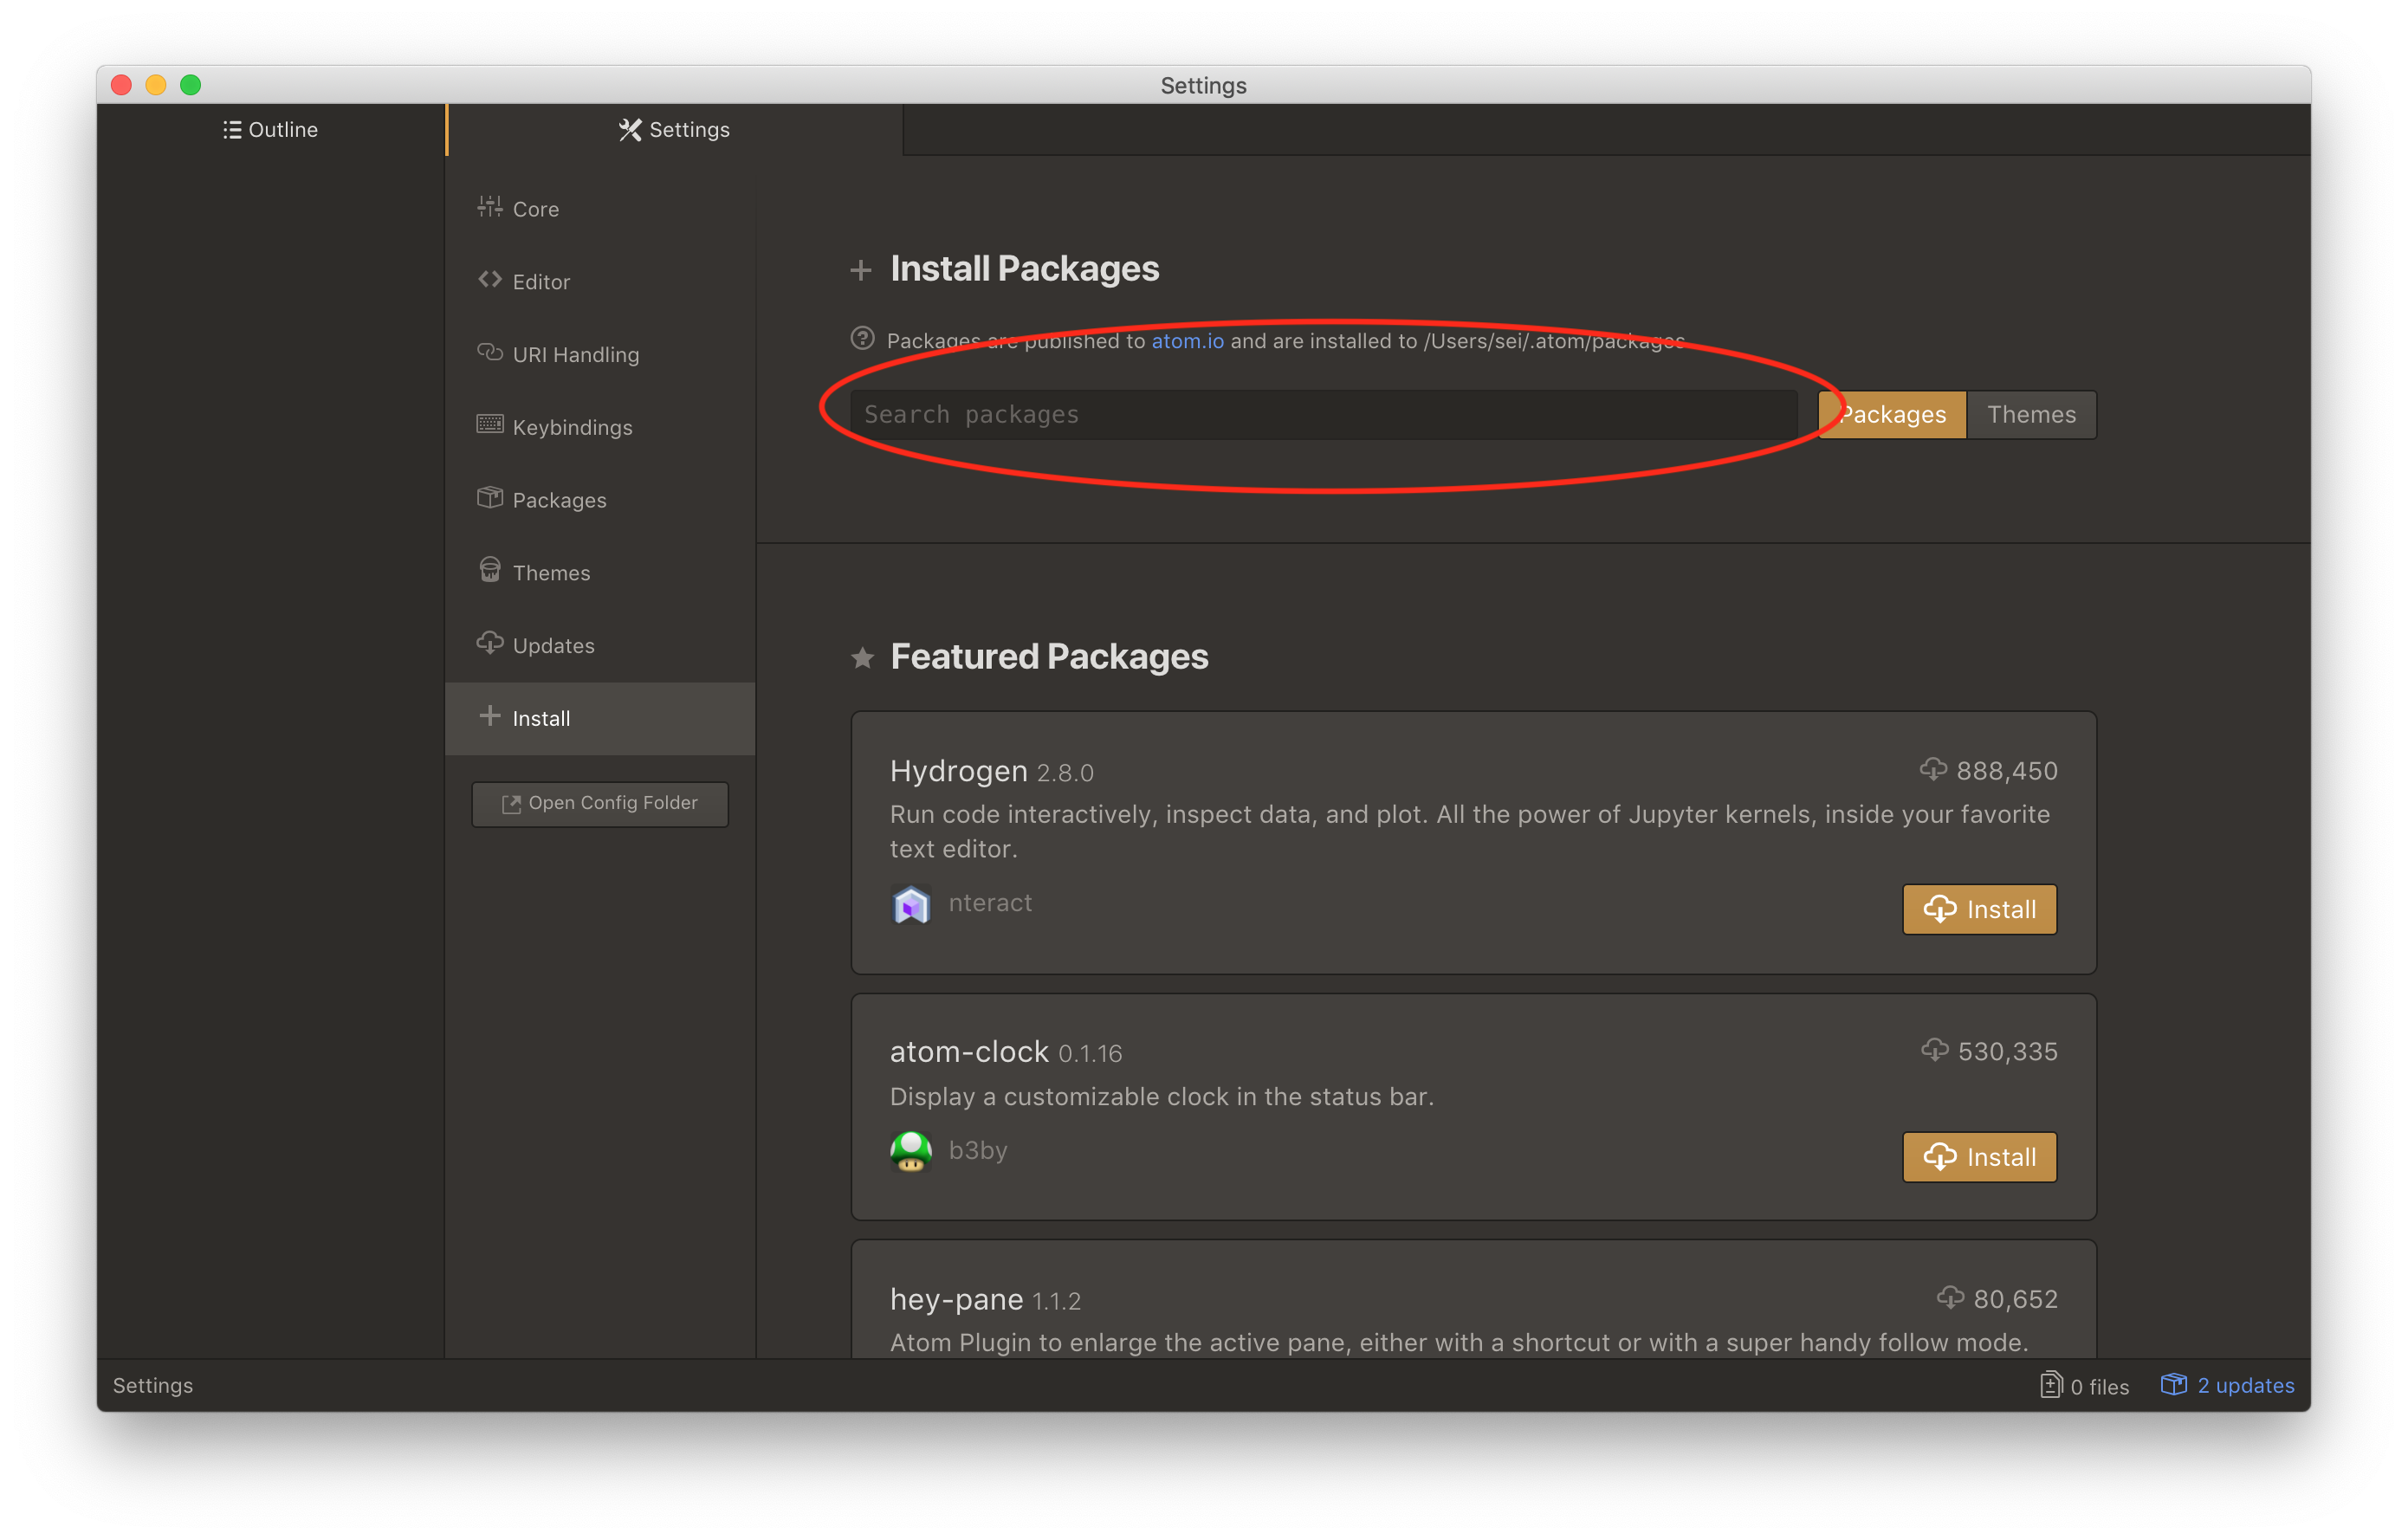 Settings
Outline
Settings
Core
Editor
URI Handling
Keybindings
Packages
Themes
Updates
Install
Open Config Folder
Install Packages
Packages are published to atom.io and are installed to /Users/sei/.atom/packages
Search packages
Packages
Themes
Featured Packages
Hydrogen 2.8.0
888,450
Run code interactively, inspect data, and plot. All the power of Jupyter kernels, inside your favorite
text editor.
nteract
Install
atom-clock 0.1.16
530,335
Display a customizable clock in the status bar.
b3by
Install
hey-pane 1.1.2
80,652
Atom Plugin to enlarge the active pane, either with a shortcut or with a super handy follow mode.
Settings
0 files
2 updates